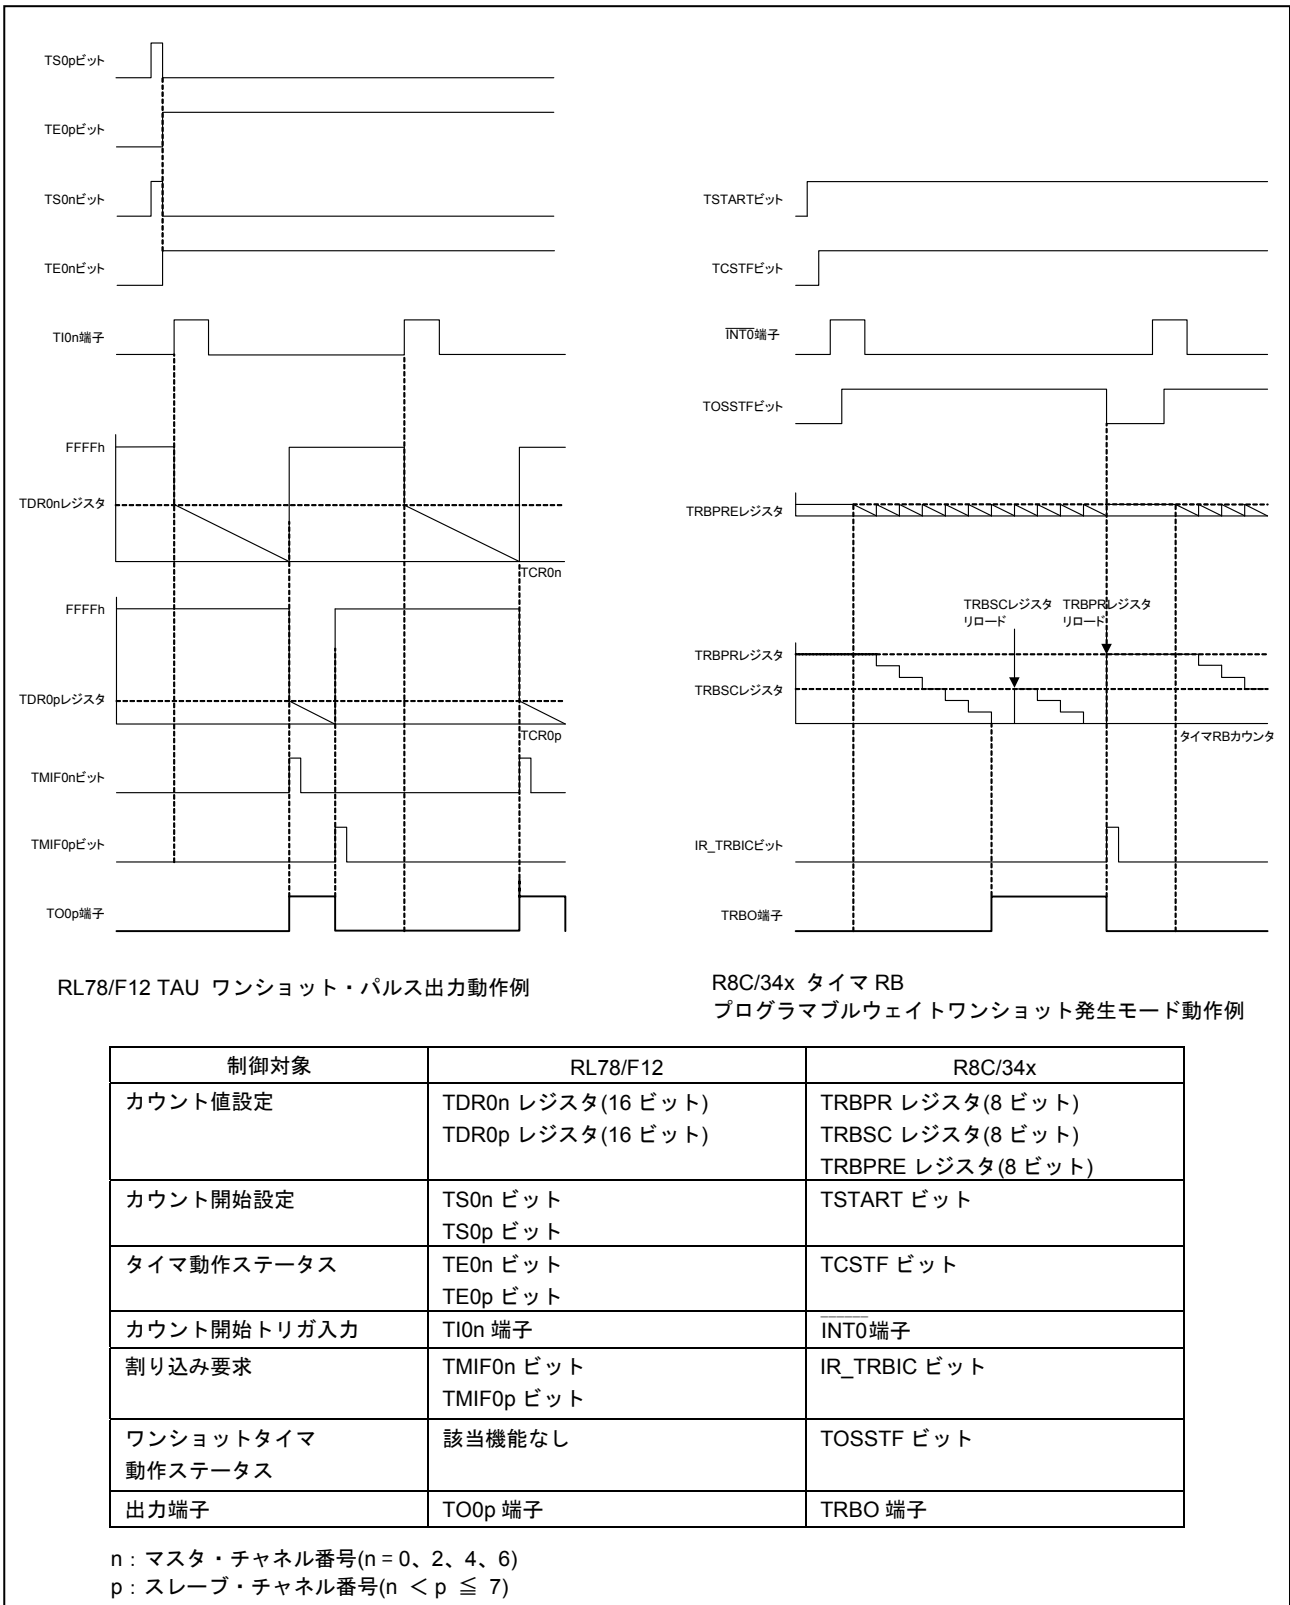 TS0pビット
TE0pビット
TS0nビット
TE0nビット
TI0n端子
FFFFh
TDR0nレジスタ
TCR0n
FFFFh
TDR0pレジスタ
TCR0p
TMIF0nビット
TMIF0pビット
TO0p端子
RL78/F12 TAU ワンショット・パルス出力動作例
TSTARTビット
TCSTFビット
INT0端子
TOSSTFビット
TRBPREレジスタ
TRBSCレジスタ TRBPRレジスタ
リロード リロード
TRBPRレジスタ
TRBSCレジスタ
タイマRBカウンタ
IR_TRBICビット
TRBO端子
R8C/34x タイマ RB
プログラマブルウェイトワンショット発生モード動作例
制御対象 RL78/F12 R8C/34x
カウント値設定 TDR0n レジスタ(16 ビット) TRBPR レジスタ(8 ビット)
TDR0p レジスタ(16 ビット) TRBSC レジスタ(8 ビット)
TRBPRE レジスタ(8 ビット)
カウント開始設定 TS0n ビット TSTART ビット
TS0p ビット
タイマ動作ステータス TE0n ビット TCSTF ビット
TE0p ビット
カウント開始トリガ入力 TI0n 端子 INT0端子
割り込み要求 TMIF0n ビット IR_TRBIC ビット
TMIF0p ビット
ワンショットタイマ 該当機能なし TOSSTF ビット
動作ステータス
出力端子 TO0p 端子 TRBO 端子
n：マスタ・チャネル番号(n = 0、2、4、6)
p：スレーブ・チャネル番号(n ＜ p ≦ 7)